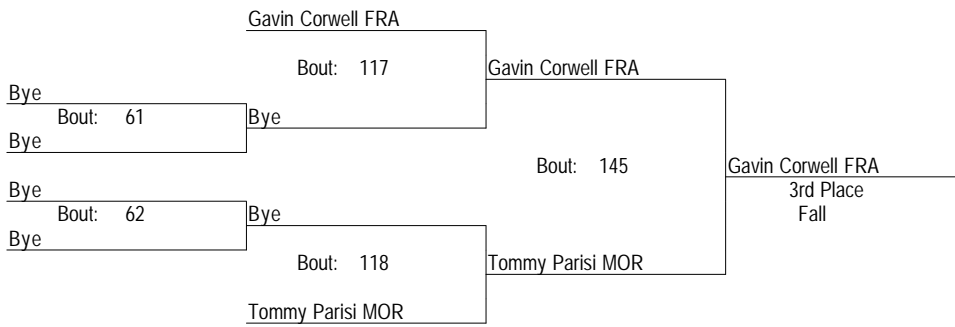 Gavin Corwell FRA
Bout: 117
Gavin Corwell FRA
Bye
Bout: 61
Bye
Bye
Bout: 145
Gavin Corwell FRA
3rd Place
Fall
Bye
Bout: 62
Bye
Bye
Bout: 118
Tommy Parisi MOR
Tommy Parisi MOR